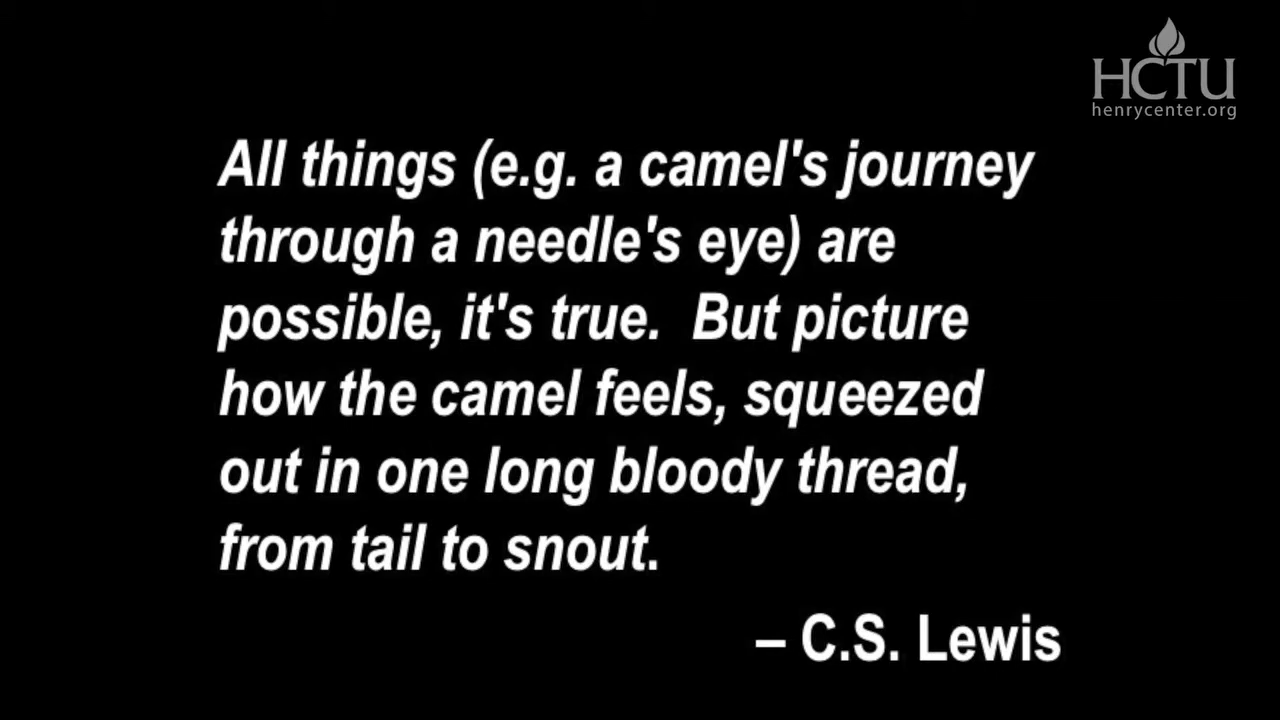 HCTU
henrycenter.org
All things (e.g. a camel's journey
through a needle's eye) are
possible, it's true.  But picture
how the camel feels, squeezed
out in one long bloody thread,
from tail to snout.
– C.S. Lewis